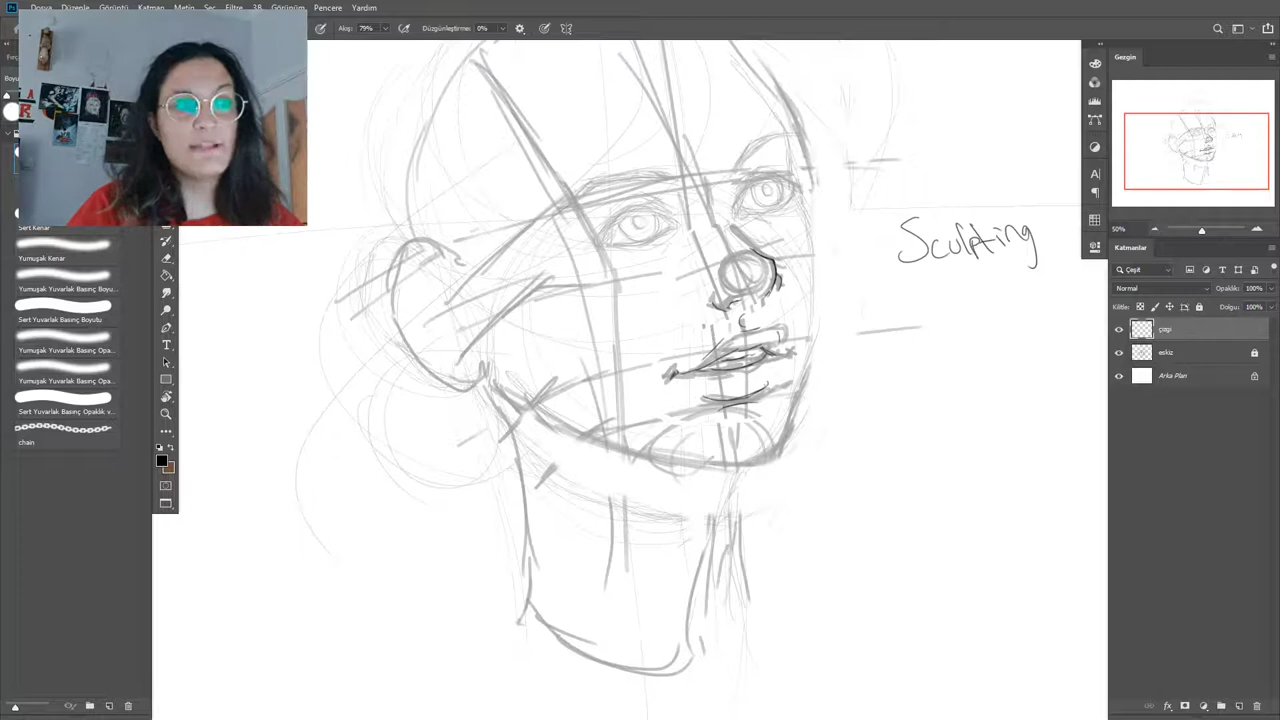 Dosya Düzenle Görüntü Katman Metin Seç Filtre 3B Görünüm Pencere Yardım
Akış: 79% Düzgünleştirme: 0%
Gezgin
50%
Katmanlar
Çeşit
Normal Opaklık: 100%
Kilitle: Dolgu: 100%
çizgi
eskiz
Arka Plan
Sert Kenar
Yumuşak Kenar
Yumuşak Yuvarlak Basınç Boyu...
Sert Yuvarlak Basınç Boyutu
Yumuşak Yuvarlak Basınç Opa...
Yumuşak Yuvarlak Basınç Opa...
Sert Yuvarlak Basınç Opaklık v...
chain
Sculpting